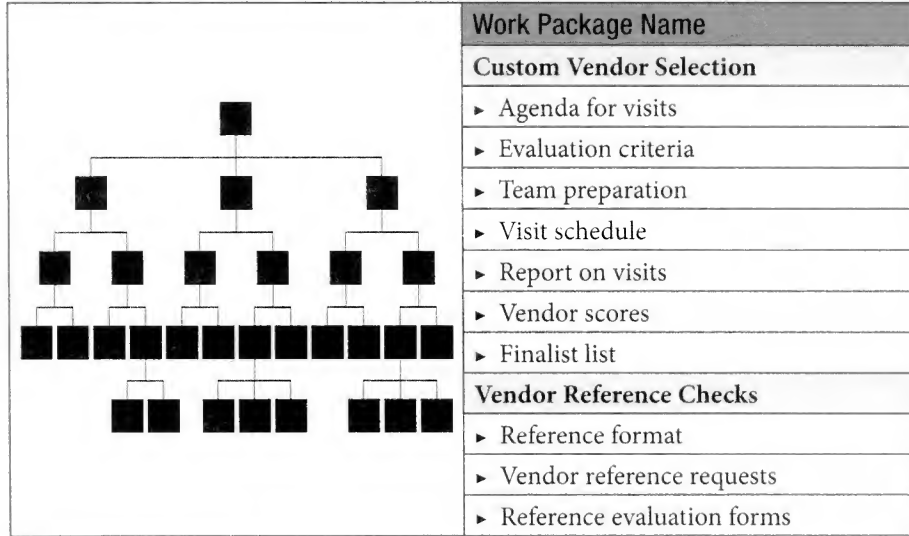 Work Package Name
Custom Vendor Selection
► Agenda for visits
► Evaluation criteria
► Team preparation
► Visit schedule
► Report on visits
► Vendor scores
► Finalist list
Vendor Reference Checks
► Reference format
► Vendor reference requests
► Reference evaluation forms